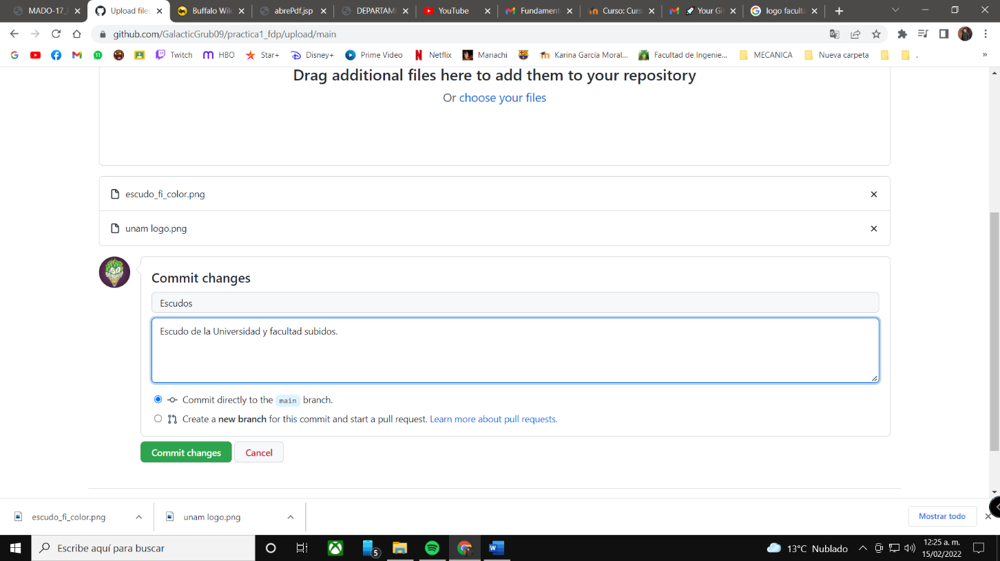 MADO-17_
Upload files
Buffalo Wild
abrePdf.jsp
DEPARTAM
YouTube
Fundament
Curso: Curs
🚀 Your Git
logo faculta
github.com/GalacticGrub09/practica1_fdp/upload/main
Twitch
HBO
Star+
Disney+
Prime Video
Netflix
Mariachi
Karina García Moral...
Facultad de Ingenie...
MECANICA
Nueva carpeta
.
»
Drag additional files here to add them to your repository
Or choose your files
escudo_fi_color.png
unam logo.png
Commit changes
Escudos
Escudo de la Universidad y facultad subidos.
Commit directly to the main branch.
Create a new branch for this commit and start a pull request. Learn more about pull requests.
Commit changes
Cancel
escudo_fi_color.png
unam logo.png
Mostrar todo
Escribe aquí para buscar
5
13°C Nublado
12:25 a. m.
15/02/2022